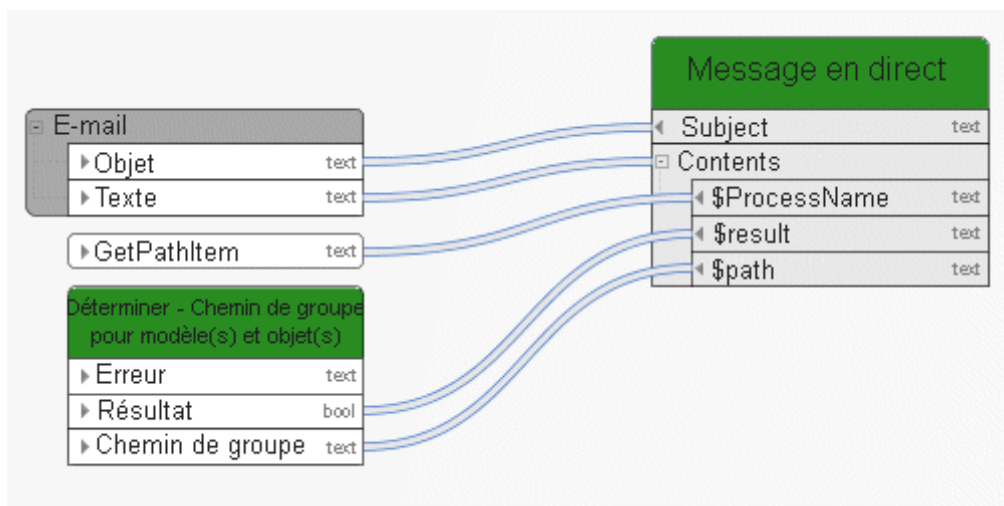 E-mail
Objet text
Texte text
GetPathItem text
Déterminer - Chemin de groupe
pour modèle(s) et objet(s)
Erreur text
Résultat bool
Chemin de groupe text
Message en direct
Subject text
Contents
$ProcessName text
$result text
$path text